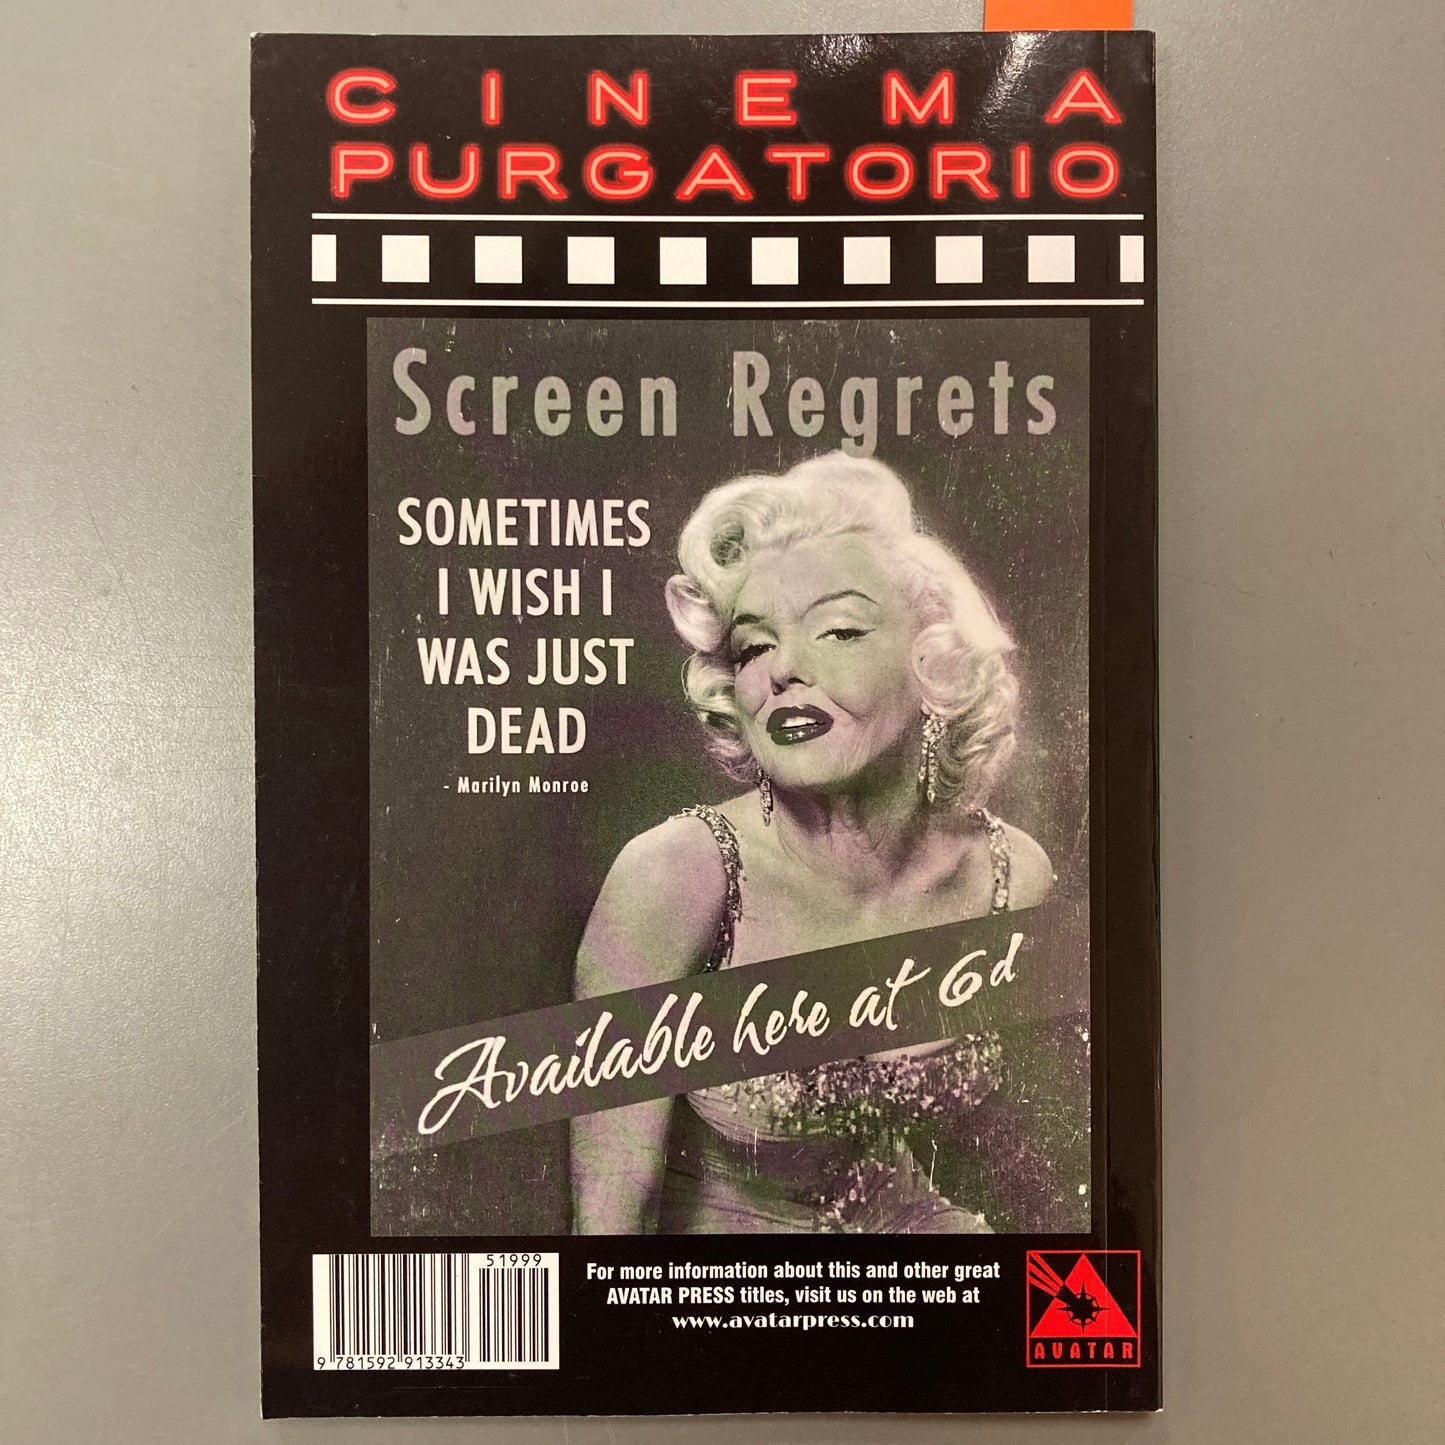 CINEMA
PURGATORIO
Screen Regrets
SOMETIMES
I WISH I
WAS JUST
DEAD
- Marilyn Monroe
Available here at 6d
51999
9 781592 913343
For more information about this and other great
AVATAR PRESS titles, visit us on the web at
www.avatarpress.com
AVATAR